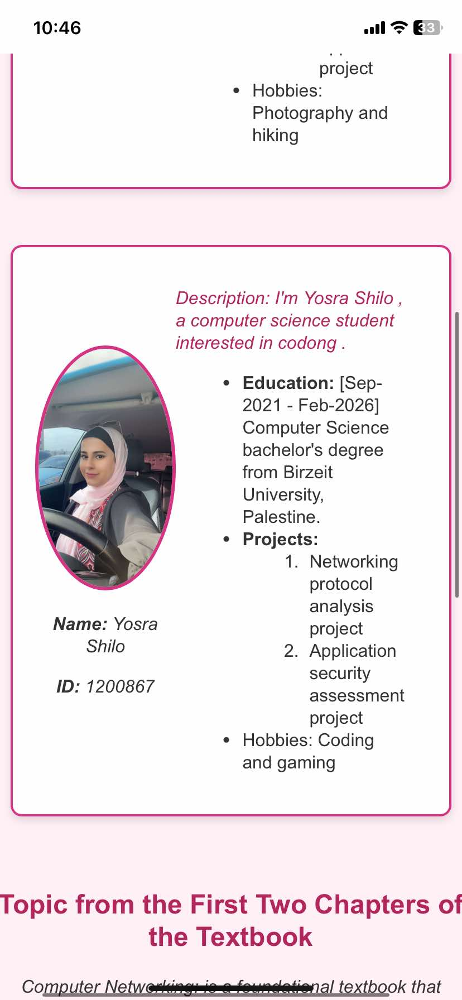 10:46
33
project
• Hobbies:
Photography and
hiking
Description: I'm Yosra Shilo ,
a computer science student
interested in codong .
• Education: [Sep-
2021 - Feb-2026]
Computer Science
bachelor's degree
from Birzeit
University,
Palestine.
• Projects:
1. Networking
protocol
analysis
project
2. Application
security
assessment
project
• Hobbies: Coding
and gaming
Name: Yosra
Shilo
ID: 1200867
Topic from the First Two Chapters of
the Textbook
Computer Networking: is a foundational textbook that